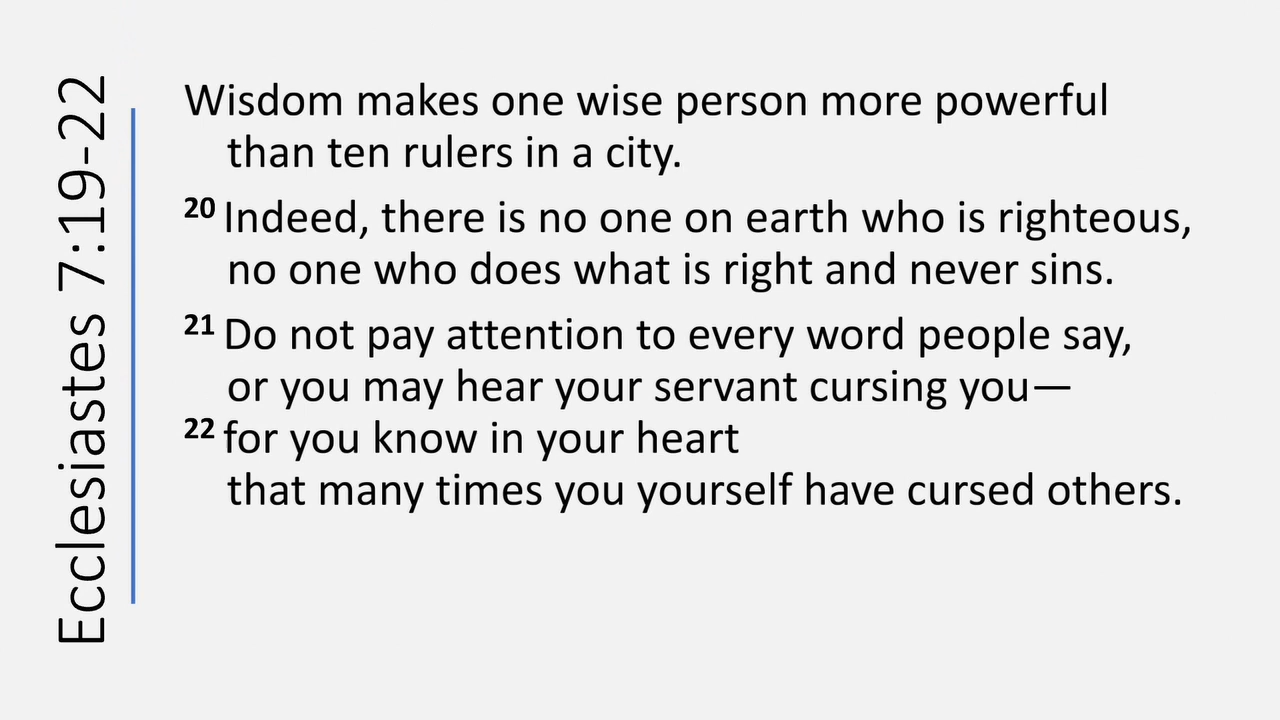 Ecclesiastes 7:19-22
Wisdom makes one wise person more powerful
than ten rulers in a city.
20 Indeed, there is no one on earth who is righteous,
no one who does what is right and never sins.
21 Do not pay attention to every word people say,
or you may hear your servant cursing you—
22 for you know in your heart
that many times you yourself have cursed others.